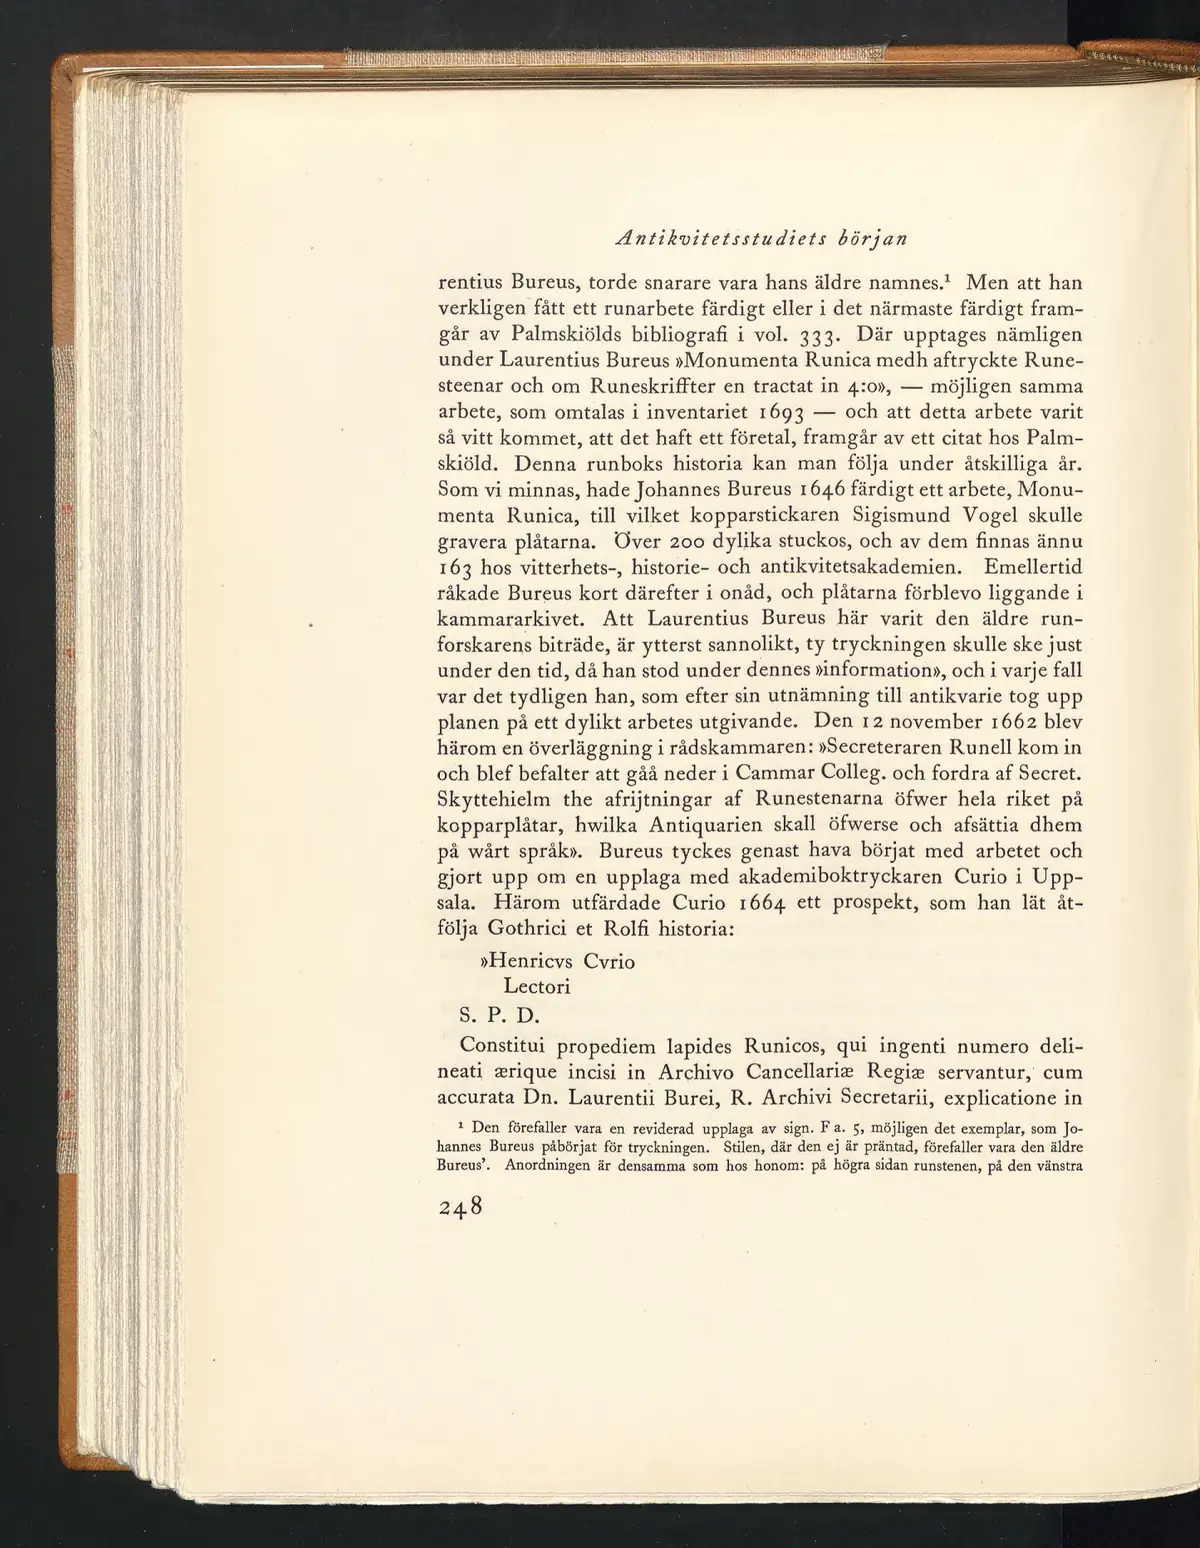 Antikvitetsstudiets början
rentius Bureus, torde snarare vara hans äldre namnes.¹ Men att han
verkligen fått ett runarbete färdigt eller i det närmaste färdigt fram-
går av Palmskiölds bibliografi i vol. 333. Där upptages nämligen
under Laurentius Bureus »Monumenta Runica medh aftryckte Rune-
steenar och om Runeskriffter en tractat in 4:o», — möjligen samma
arbete, som omtalas i inventariet 1693 — och att detta arbete varit
så vitt kommet, att det haft ett företal, framgår av ett citat hos Palm-
skiöld. Denna runboks historia kan man följa under åtskilliga år.
Som vi minnas, hade Johannes Bureus 1646 färdigt ett arbete, Monu-
menta Runica, till vilket kopparstickaren Sigismund Vogel skulle
gravera plåtarna. Över 200 dylika stuckos, och av dem finnas ännu
163 hos vitterhets-, historie- och antikvitetsakademien. Emellertid
råkade Bureus kort därefter i onåd, och plåtarna förblevo liggande i
kammararkivet. Att Laurentius Bureus här varit den äldre run-
forskarens biträde, är ytterst sannolikt, ty tryckningen skulle ske just
under den tid, då han stod under dennes »information», och i varje fall
var det tydligen han, som efter sin utnämning till antikvarie tog upp
planen på ett dylikt arbetes utgivande. Den 12 november 1662 blev
härom en överläggning i rådskammaren: »Secreteraren Runell kom in
och blef befalter att gåå neder i Cammar Colleg. och fordra af Secret.
Skyttehielm the afrijtningar af Runestenarna öfwer hela riket på
kopparplåtar, hwilka Antiquarien skall öfwerse och afsättia dhem
på wårt språk». Bureus tyckes genast hava börjat med arbetet och
gjort upp om en upplaga med akademiboktryckaren Curio i Upp-
sala. Härom utfärdade Curio 1664 ett prospekt, som han lät åt-
följa Gothrici et Rolfi historia:
»Henricvs Cvrio
Lectori
S. P. D.
Constitui propediem lapides Runicos, qui ingenti numero deli-
neati ærique incisi in Archivo Cancellariæ Regiæ servantur, cum
accurata Dn. Laurentii Burei, R. Archivi Secretarii, explicatione in
¹ Den förefaller vara en reviderad upplaga av sign. F a. 5, möjligen det exemplar, som Jo-
hannes Bureus påbörjat för tryckningen. Stilen, där den ej är präntad, förefaller vara den äldre
Bureus’. Anordningen är densamma som hos honom: på högra sidan runstenen, på den vänstra
248